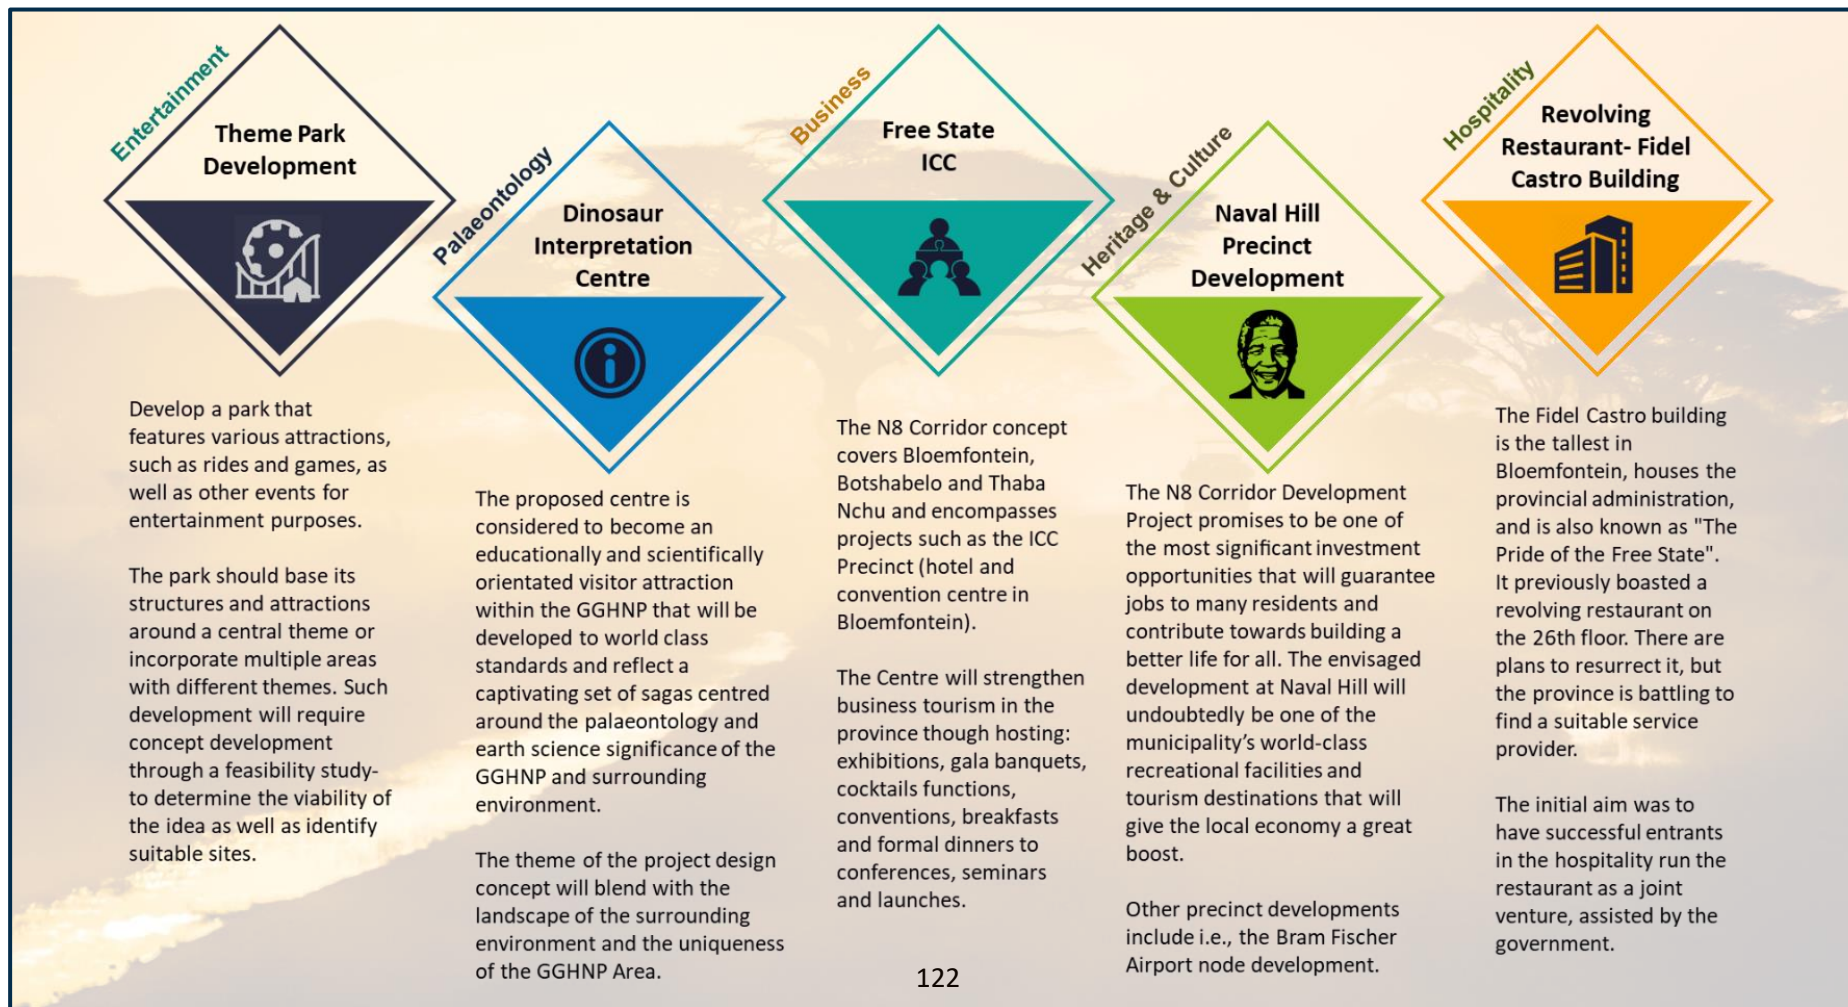 Entertainment
Theme Park
Development
Develop a park that
features various attractions,
such as rides and games, as
well as other events for
entertainment purposes.
The park should base its
structures and attractions
around a central theme or
incorporate multiple areas
with different themes. Such
development will require
concept development
through a feasibility study-
to determine the viability of
the idea as well as identify
suitable sites.
Palaeontology
Dinosaur
Interpretation
Centre
The proposed centre is
considered to become an
educationally and scientifically
orientated visitor attraction
within the GGHNP that will be
developed to world class
standards and reflect a
captivating set of sagas centred
around the palaeontology and
earth science significance of the
GGHNP and surrounding
environment.
The theme of the project design
concept will blend with the
landscape of the surrounding
environment and the uniqueness
of the GGHNP Area.
Business
Free State
ICC
The N8 Corridor concept
covers Bloemfontein,
Botshabelo and Thaba
Nchu and encompasses
projects such as the ICC
Precinct (hotel and
convention centre in
Bloemfontein).
The Centre will strengthen
business tourism in the
province though hosting:
exhibitions, gala banquets,
cocktails functions,
conventions, breakfasts
and formal dinners to
conferences, seminars
and launches.
Heritage & Culture
Naval Hill
Precinct
Development
The N8 Corridor Development
Project promises to be one of
the most significant investment
opportunities that will guarantee
jobs to many residents and
contribute towards building a
better life for all. The envisaged
development at Naval Hill will
undoubtedly be one of the
municipality’s world-class
recreational facilities and
tourism destinations that will
give the local economy a great
boost.
Other precinct developments
include i.e., the Bram Fischer
Airport node development.
Hospitality
Revolving
Restaurant- Fidel
Castro Building
The Fidel Castro building
is the tallest in
Bloemfontein, houses the
provincial administration,
and is also known as "The
Pride of the Free State".
It previously boasted a
revolving restaurant on
the 26th floor. There are
plans to resurrect it, but
the province is battling to
find a suitable service
provider.
The initial aim was to
have successful entrants
in the hospitality run the
restaurant as a joint
venture, assisted by the
government.
122